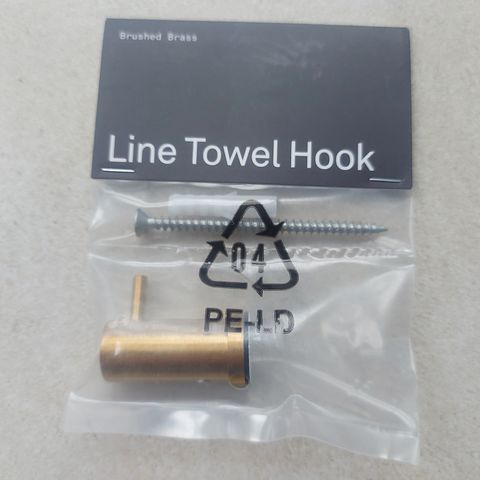 Brushed Brass
Line Towel Hook
04
PE-LD